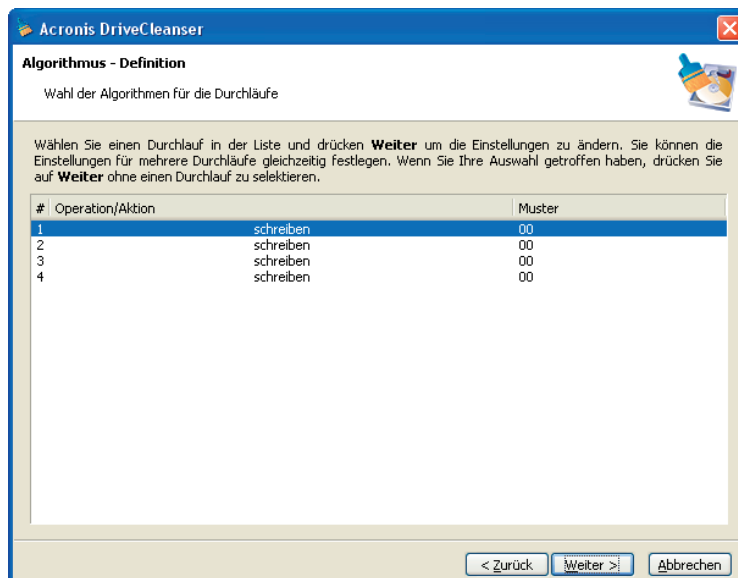 Acronis DriveCleanser
Algorithmus - Definition
Wahl der Algorithmen für die Durchläufe
Wählen Sie einen Durchlauf in der Liste und drücken Weiter um die Einstellungen zu ändern. Sie können die
Einstellungen für mehrere Durchläufe gleichzeitig festlegen. Wenn Sie Ihre Auswahl getroffen haben, drücken Sie
auf Weiter ohne einen Durchlauf zu selektieren.
# Operation/Aktion Muster
1 schreiben 00
2 schreiben 00
3 schreiben 00
4 schreiben 00
< Zurück Weiter > Abbrechen